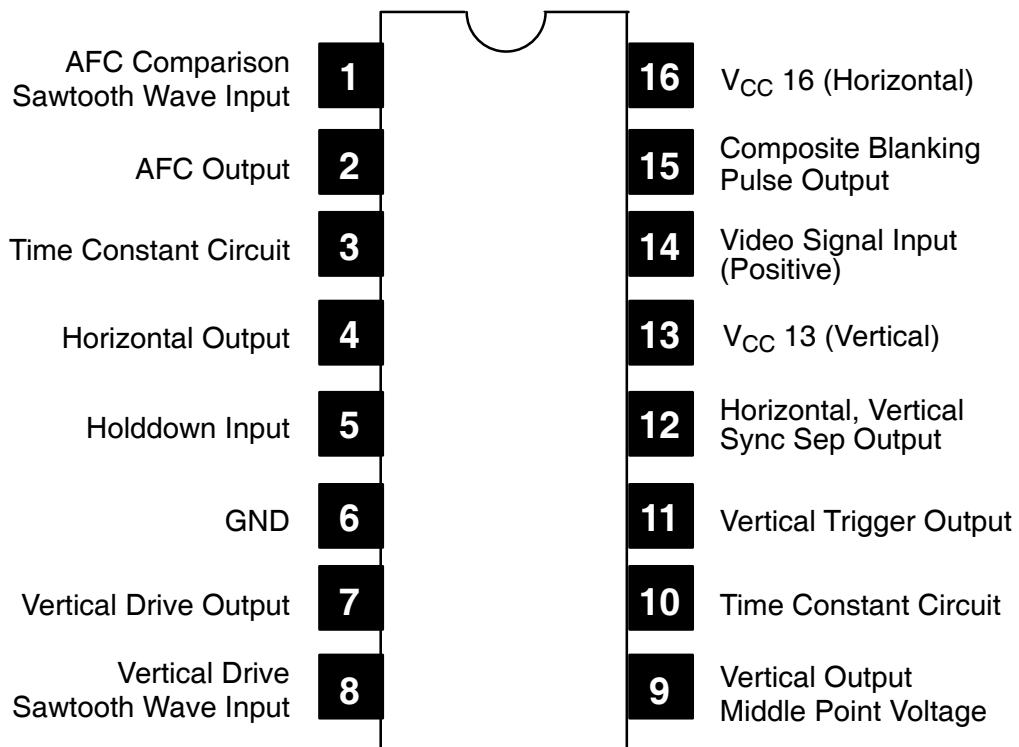 AFC Comparison
Sawtooth Wave Input
1
AFC Output
2
Time Constant Circuit
3
Horizontal Output
4
Holddown Input
5
GND
6
Vertical Drive Output
7
Vertical Drive
Sawtooth Wave Input
8
16
VCC 16 (Horizontal)
15
Composite Blanking
Pulse Output
14
Video Signal Input
(Positive)
13
VCC 13 (Vertical)
12
Horizontal, Vertical
Sync Sep Output
11
Vertical Trigger Output
10
Time Constant Circuit
9
Vertical Output
Middle Point Voltage